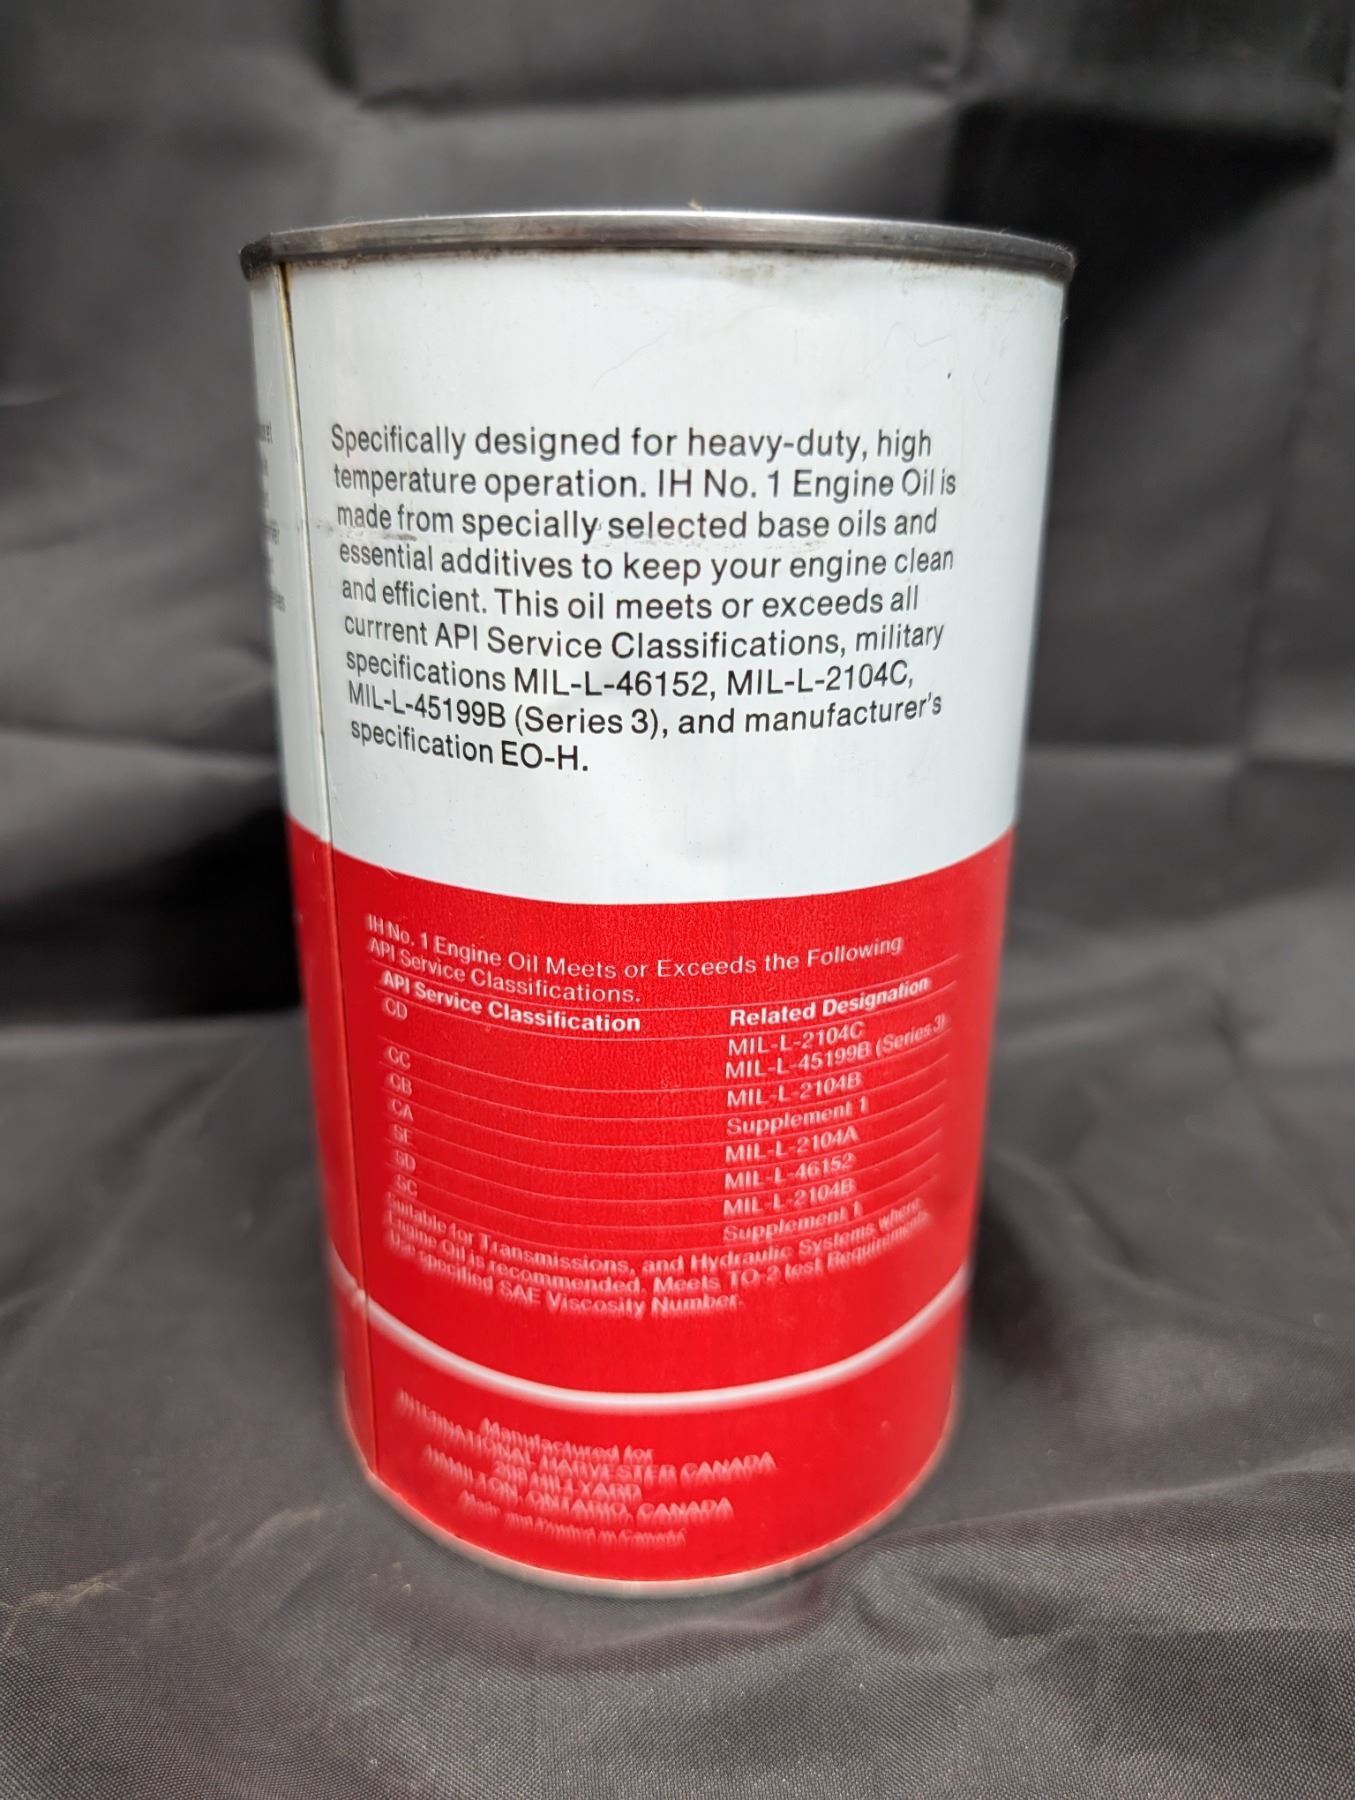 Specifically designed for heavy-duty, high
temperature operation. IH No. 1 Engine Oil is
made from specially selected base oils and
essential additives to keep your engine clean
and efficient. This oil meets or exceeds all
currrent API Service Classifications, military
specifications MIL-L-46152, MIL-L-2104C,
MIL-L-45199B (Series 3), and manufacturer's
specification EO-H.
IH No. 1 Engine Oil Meets or Exceeds the Following
API Service Classifications.
API Service Classification Related Designation
CD MIL-L-2104C
MIL-L-45199B (Series 3)
CC MIL-L-2104B
CB Supplement 1
CA MIL-L-2104A
SE MIL-L-46152
SD MIL-L-2104B
SC Supplement 1
Suitable for Transmissions, and Hydraulic Systems where
Engine Oil is recommended. Meets TO-2 test Requirements.
Use specified SAE Viscosity Number.
Manufactured for
INTERNATIONAL HARVESTER CANADA
HILLYARD
HAMILTON, ONTARIO, CANADA
Made and Printed in Canada